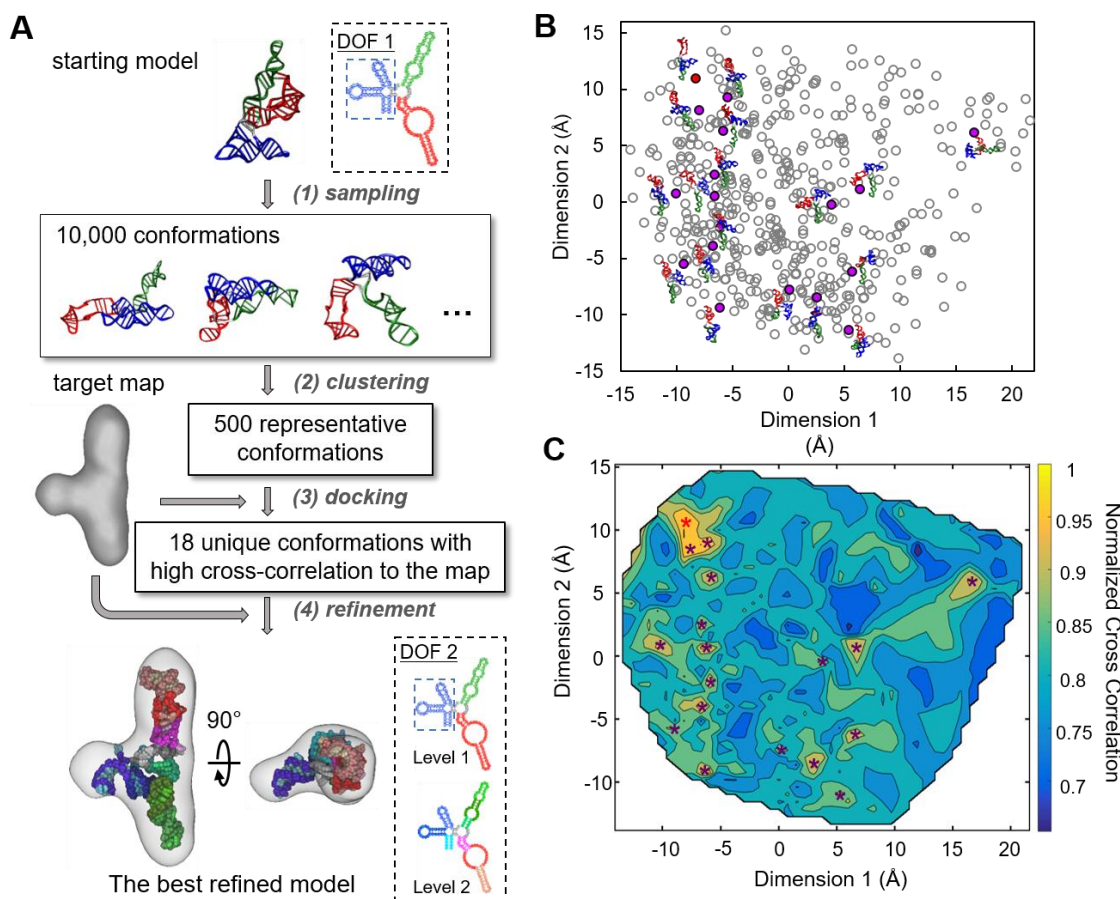 A
starting model
DOF 1
(1) sampling
10,000 conformations
...
target map
(2) clustering
500 representative
conformations
(3) docking
18 unique conformations with
high cross-correlation to the map
(4) refinement
90°
DOF 2
Level 1
Level 2
The best refined model
B
Dimension 2 (Å)
15
10
5
0
-5
-10
-15
-15
-10
-5
0
5
10
15
20
Dimension 1
(Å)
C
Dimension 2 (Å)
15
10
5
0
-5
-10
-10
-5
0
5
10
15
20
Dimension 1 (Å)
1
0.95
0.9
0.85
0.8
0.75
0.7
Normalized Cross Correlation